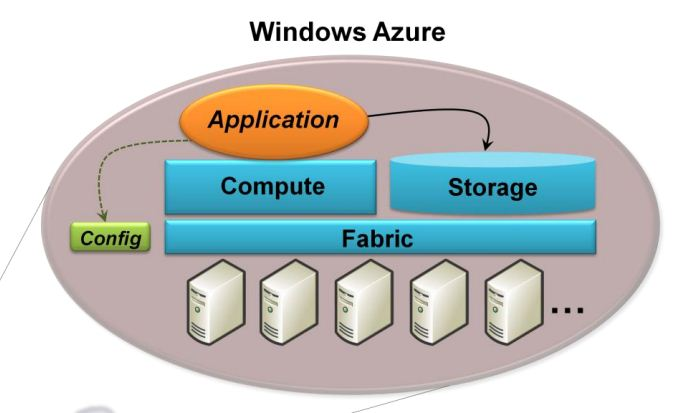 Windows Azure
Application
Compute
Storage
Config
Fabric
...